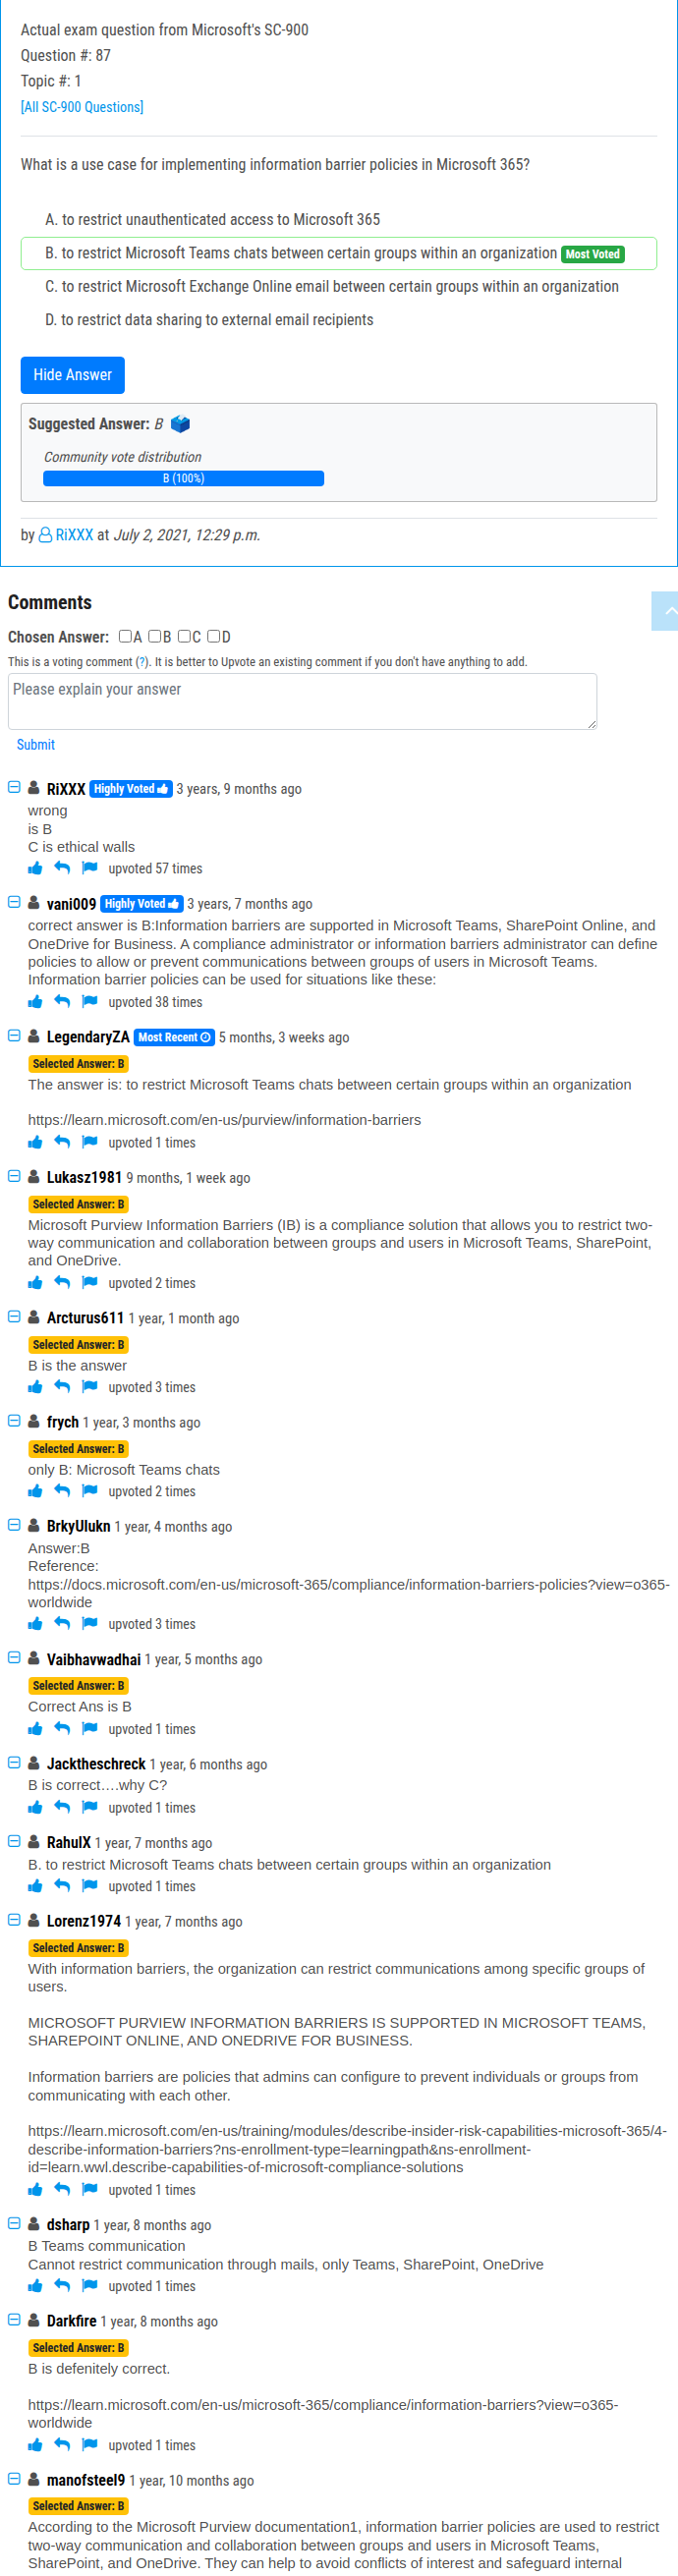 Actual exam question from Microsoft's SC-900
Question #: 87
Topic #: 1
[All SC-900 Questions]
What is a use case for implementing information barrier policies in Microsoft 365?
A. to restrict unauthenticated access to Microsoft 365
B. to restrict Microsoft Teams chats between certain groups within an organization Most Voted
C. to restrict Microsoft Exchange Online email between certain groups within an organization
D. to restrict data sharing to external email recipients
Hide Answer
Suggested Answer: B
Community vote distribution
B (100%)
by RiXXX at July 2, 2021, 12:29 p.m.
Comments
Chosen Answer: A B C D
This is a voting comment (?). It is better to Upvote an existing comment if you don't have anything to add.
Please explain your answer
Submit
RiXXX Highly Voted 3 years, 9 months ago
wrong
is B
C is ethical walls
upvoted 57 times
vani009 Highly Voted 3 years, 7 months ago
correct answer is B:Information barriers are supported in Microsoft Teams, SharePoint Online, and
OneDrive for Business. A compliance administrator or information barriers administrator can define
policies to allow or prevent communications between groups of users in Microsoft Teams.
Information barrier policies can be used for situations like these:
upvoted 38 times
LegendaryZA Most Recent 5 months, 3 weeks ago
Selected Answer: B
The answer is: to restrict Microsoft Teams chats between certain groups within an organization
https://learn.microsoft.com/en-us/purview/information-barriers
upvoted 1 times
Lukasz1981 9 months, 1 week ago
Selected Answer: B
Microsoft Purview Information Barriers (IB) is a compliance solution that allows you to restrict two-
way communication and collaboration between groups and users in Microsoft Teams, SharePoint,
and OneDrive.
upvoted 2 times
Arcturus611 1 year, 1 month ago
Selected Answer: B
B is the answer
upvoted 3 times
frych 1 year, 3 months ago
Selected Answer: B
only B: Microsoft Teams chats
upvoted 2 times
BrkyUlukn 1 year, 4 months ago
Answer:B
Reference:
https://docs.microsoft.com/en-us/microsoft-365/compliance/information-barriers-policies?view=o365-
worldwide
upvoted 3 times
Vaibhavwadhai 1 year, 5 months ago
Selected Answer: B
Correct Ans is B
upvoted 1 times
Jacktheschreck 1 year, 6 months ago
B is correct....why C?
upvoted 1 times
RahulX 1 year, 7 months ago
B. to restrict Microsoft Teams chats between certain groups within an organization
upvoted 1 times
Lorenz1974 1 year, 7 months ago
Selected Answer: B
With information barriers, the organization can restrict communications among specific groups of
users.
MICROSOFT PURVIEW INFORMATION BARRIERS IS SUPPORTED IN MICROSOFT TEAMS,
SHAREPOINT ONLINE, AND ONEDRIVE FOR BUSINESS.
Information barriers are policies that admins can configure to prevent individuals or groups from
communicating with each other.
https://learn.microsoft.com/en-us/training/modules/describe-insider-risk-capabilities-microsoft-365/4-
describe-information-barriers?ns-enrollment-type=learningpath&ns-enrollment-
id=learn.wwl.describe-capabilities-of-microsoft-compliance-solutions
upvoted 1 times
dsharp 1 year, 8 months ago
B Teams communication
Cannot restrict communication through mails, only Teams, SharePoint, OneDrive
upvoted 1 times
Darkfire 1 year, 8 months ago
Selected Answer: B
B is defenitely correct.
https://learn.microsoft.com/en-us/microsoft-365/compliance/information-barriers?view=o365-
worldwide
upvoted 1 times
manofsteel9 1 year, 10 months ago
Selected Answer: B
According to the Microsoft Purview documentation1, information barrier policies are used to restrict
two-way communication and collaboration between groups and users in Microsoft Teams,
SharePoint, and OneDrive. They can help to avoid conflicts of interest and safeguard internal